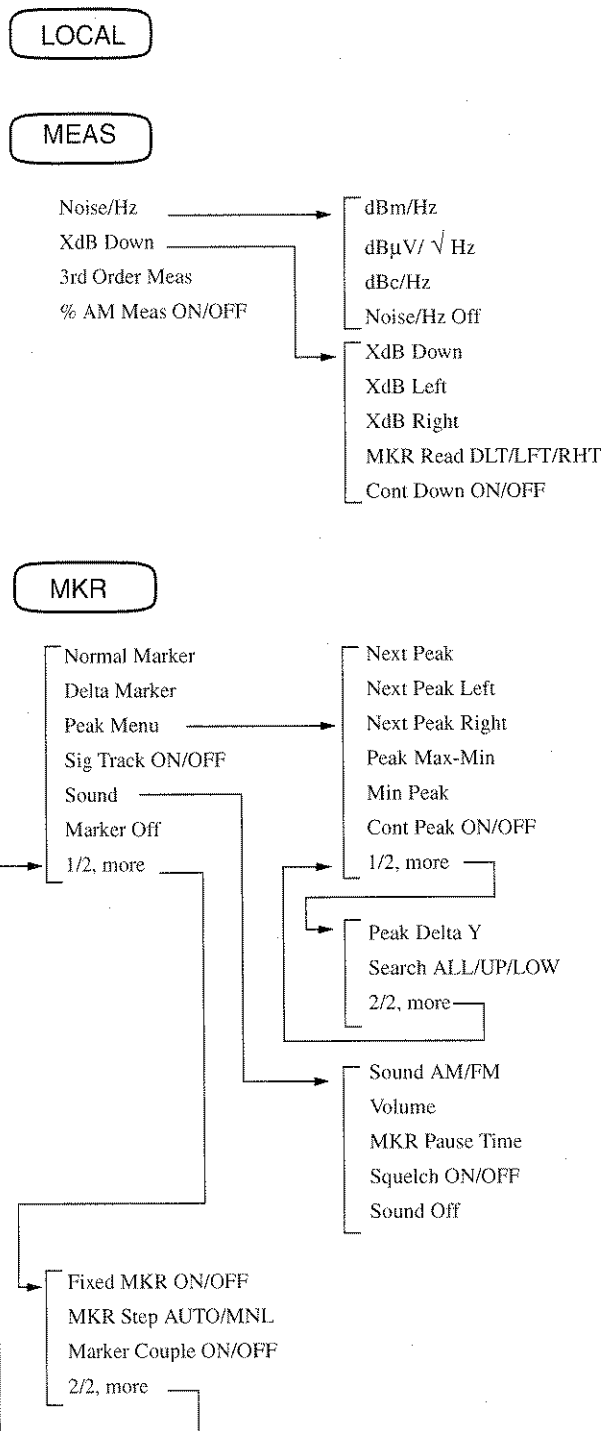 LOCAL
MEAS
Noise/Hz
XdB Down
3rd Order Meas
% AM Meas ON/OFF
dBm/Hz
dBμV/ √ Hz
dBc/Hz
Noise/Hz Off
XdB Down
XdB Left
XdB Right
MKR Read DLT/LFT/RHT
Cont Down ON/OFF
MKR
Normal Marker
Delta Marker
Peak Menu
Sig Track ON/OFF
Sound
Marker Off
1/2, more
Next Peak
Next Peak Left
Next Peak Right
Peak Max-Min
Min Peak
Cont Peak ON/OFF
1/2, more
Peak Delta Y
Search ALL/UP/LOW
2/2, more
Sound AM/FM
Volume
MKR Pause Time
Squelch ON/OFF
Sound Off
Fixed MKR ON/OFF
MKR Step AUTO/MNL
Marker Couple ON/OFF
2/2, more